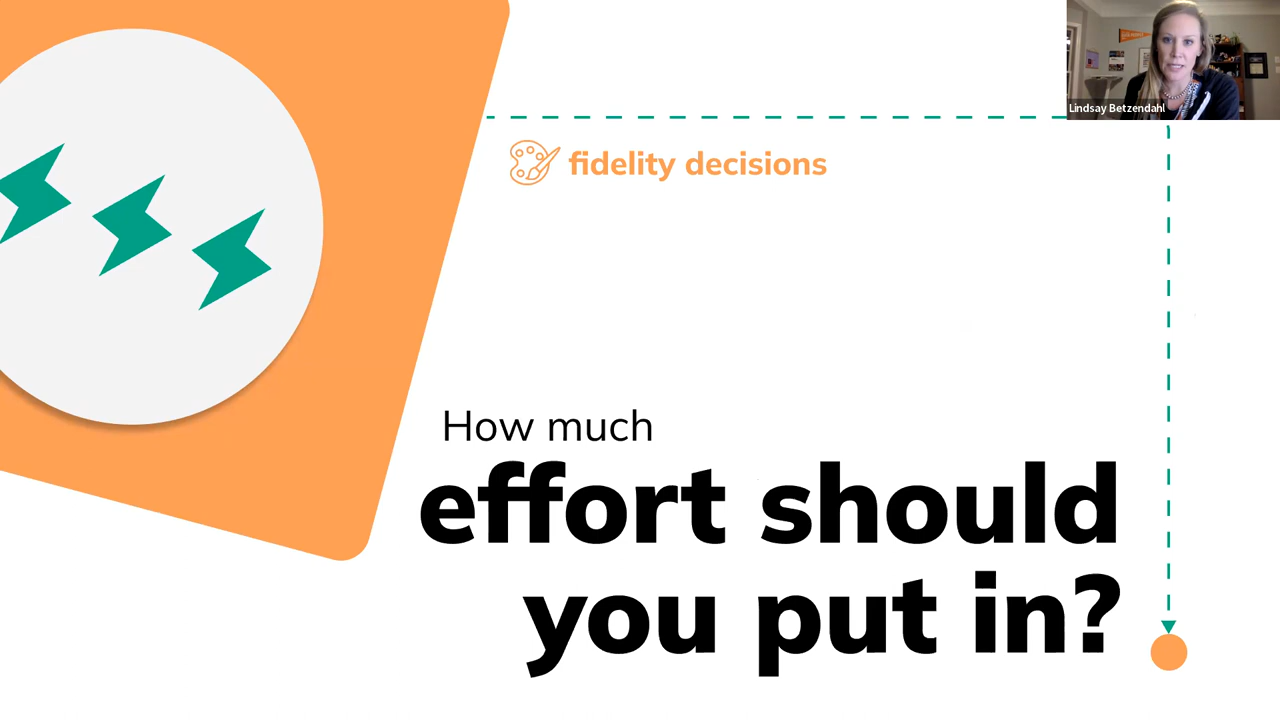 Lindsay Betzendahl
fidelity decisions
How much
effort should
you put in?